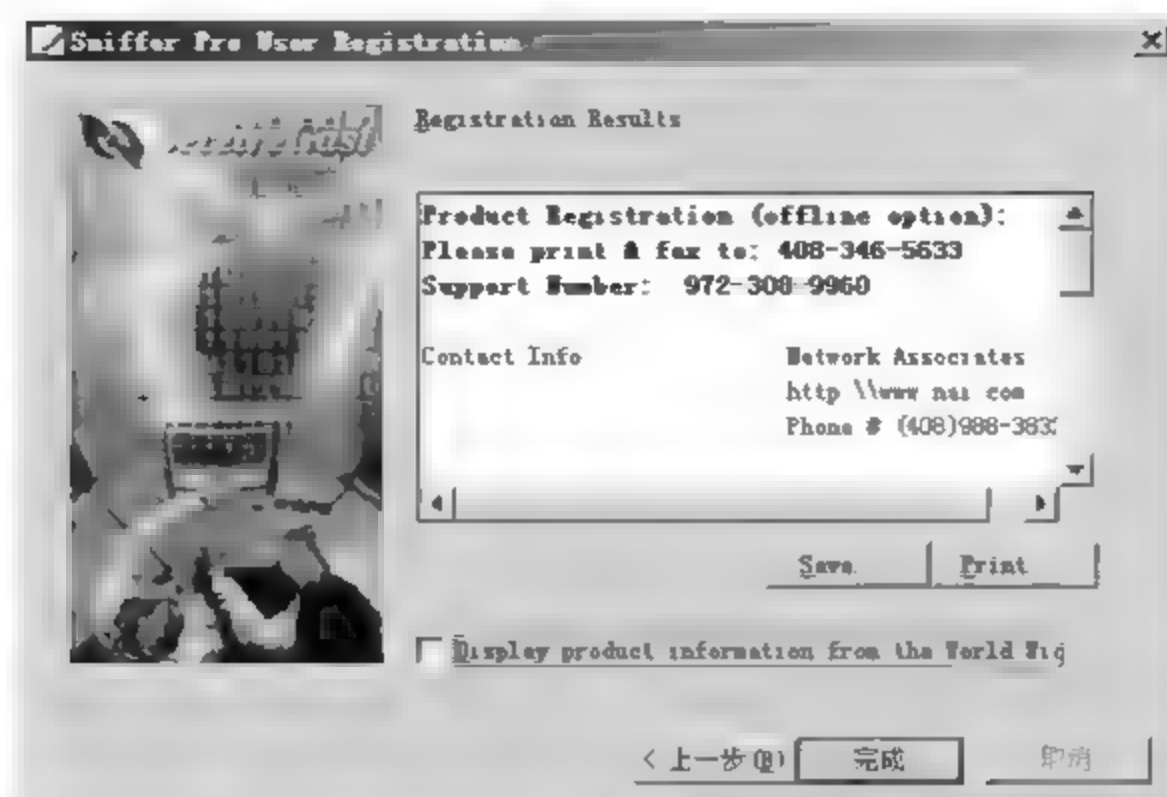 Sniffer Pro User Registration
Registration Results
Product Registration (offline option):
Please print & fax to: 408-346-5633
Support Number: 972-308-9960
Contact Info
Network Associates
http \\www nai com
Phone # (408)988-383
Save
Print
Display product information from the World Wid
< 上一步(B)
完成
取消